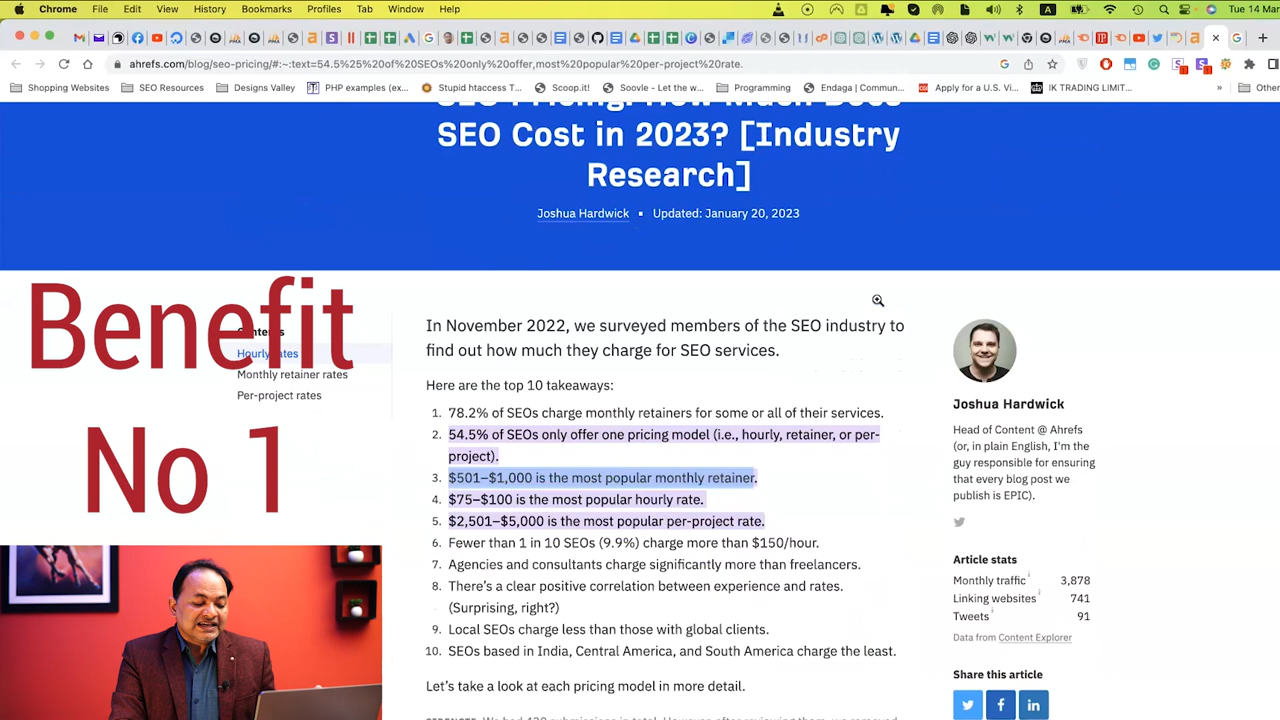 Chrome File Edit View History Bookmarks Profiles Tab Window Help
A
Tue 14 Mar
ahrefs.com/blog/seo-pricing/#:~:text=54.5%25%20of%20SEOs%20only%20offer,most%20popular%20per-project%20rate.
Shopping Websites SEO Resources Designs Valley PHP examples (ex... Stupid htaccess T... Scoop.it! Soovle - Let the w... Programming Endaga | Commun... Apply for a U.S. Vi... IK TRADING LIMIT... » Other
SEO Pricing: How Much Does
SEO Cost in 2023? [Industry
Research]
Joshua Hardwick ▪ Updated: January 20, 2023
Benefit
No 1
Contents
Hourly rates
Monthly retainer rates
Per-project rates
In November 2022, we surveyed members of the SEO industry to
find out how much they charge for SEO services.
Here are the top 10 takeaways:
1. 78.2% of SEOs charge monthly retainers for some or all of their services.
2. 54.5% of SEOs only offer one pricing model (i.e., hourly, retainer, or per-
project).
3. $501–$1,000 is the most popular monthly retainer.
4. $75–$100 is the most popular hourly rate.
5. $2,501–$5,000 is the most popular per-project rate.
6. Fewer than 1 in 10 SEOs (9.9%) charge more than $150/hour.
7. Agencies and consultants charge significantly more than freelancers.
8. There's a clear positive correlation between experience and rates.
(Surprising, right?)
9. Local SEOs charge less than those with global clients.
10. SEOs based in India, Central America, and South America charge the least.
Let's take a look at each pricing model in more detail.
Joshua Hardwick
Head of Content @ Ahrefs
(or, in plain English, I'm the
guy responsible for ensuring
that every blog post we
publish is EPIC).
Article stats
Monthly traffic i 3,878
Linking websites i 741
Tweets i 91
Data from Content Explorer
Share this article